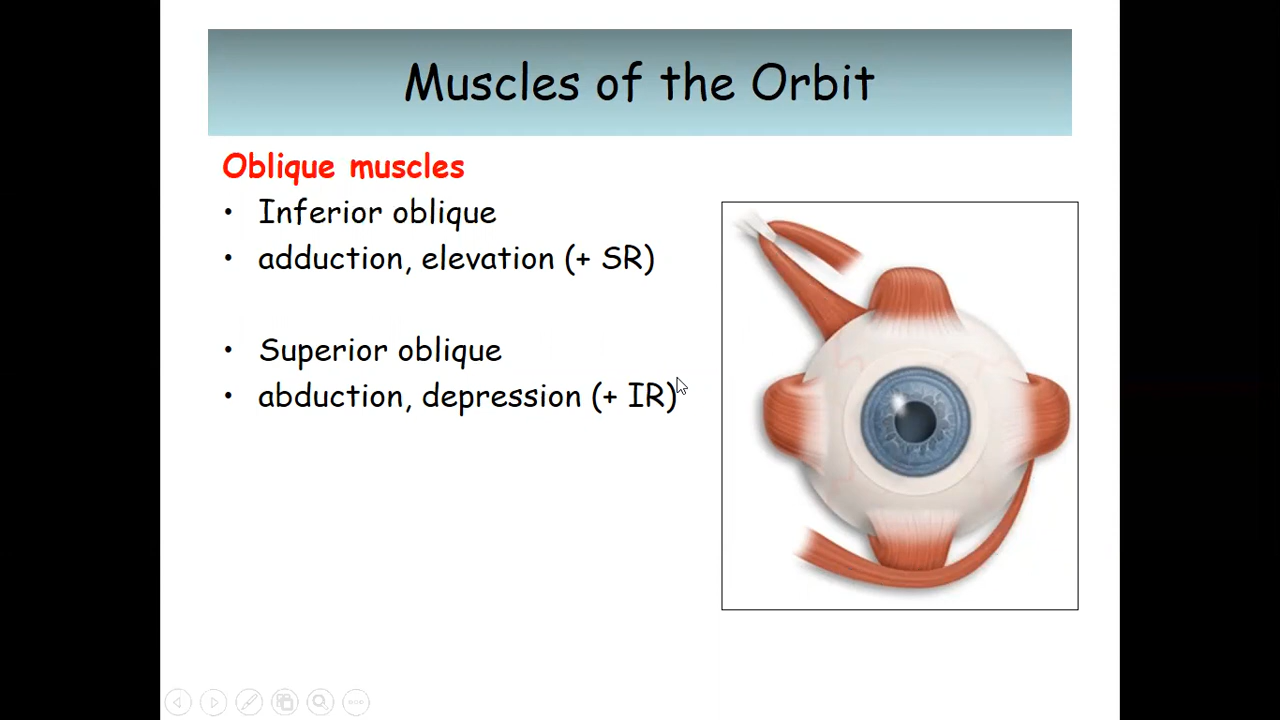 Muscles of the Orbit
Oblique muscles
• Inferior oblique
• adduction, elevation (+ SR)
• Superior oblique
• abduction, depression (+ IR)